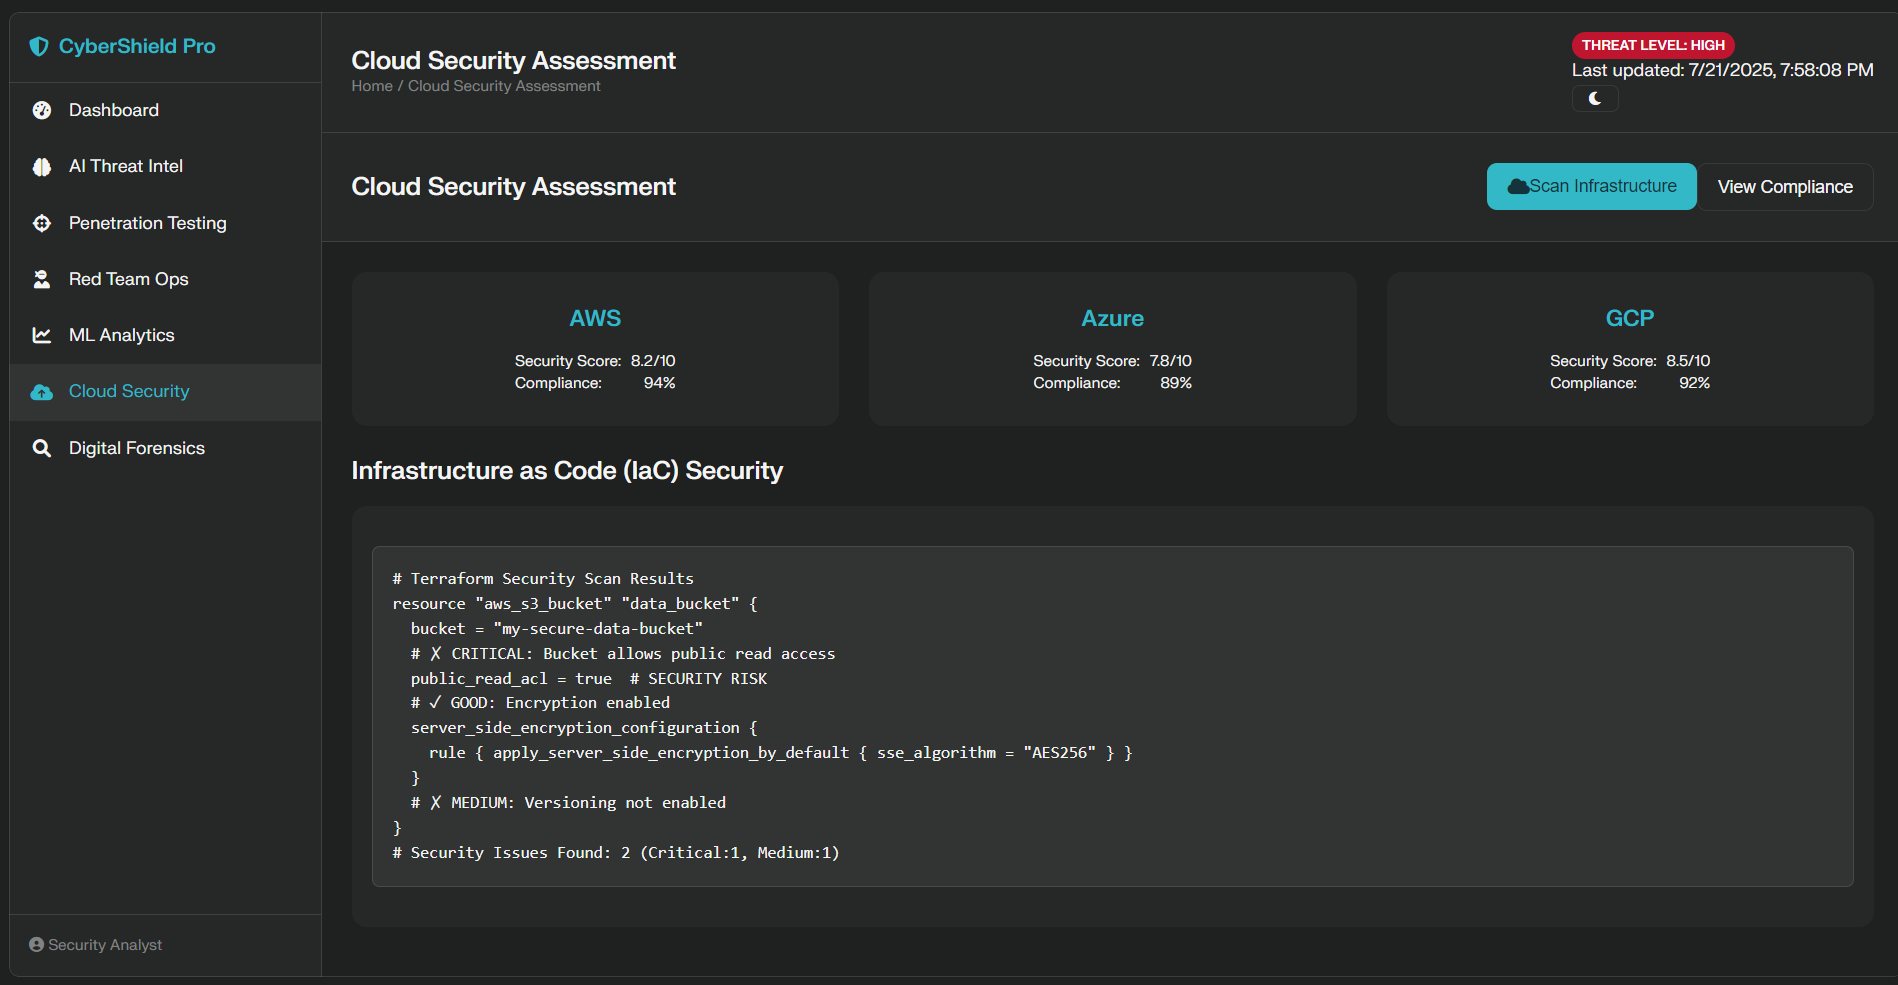 CyberShield Pro
Dashboard
AI Threat Intel
Penetration Testing
Red Team Ops
ML Analytics
Cloud Security
Digital Forensics
Security Analyst
Cloud Security Assessment
Home / Cloud Security Assessment
THREAT LEVEL: HIGH
Last updated: 7/21/2025, 7:58:08 PM
Cloud Security Assessment
Scan Infrastructure
View Compliance
AWS
Security Score: 8.2/10
Compliance: 94%
Azure
Security Score: 7.8/10
Compliance: 89%
GCP
Security Score: 8.5/10
Compliance: 92%
Infrastructure as Code (IaC) Security
# Terraform Security Scan Results
resource "aws_s3_bucket" "data_bucket" {
  bucket = "my-secure-data-bucket"
  # ✗ CRITICAL: Bucket allows public read access
  public_read_acl = true  # SECURITY RISK
  # ✓ GOOD: Encryption enabled
  server_side_encryption_configuration {
    rule { apply_server_side_encryption_by_default { sse_algorithm = "AES256" } }
  }
  # ✗ MEDIUM: Versioning not enabled
}
# Security Issues Found: 2 (Critical:1, Medium:1)